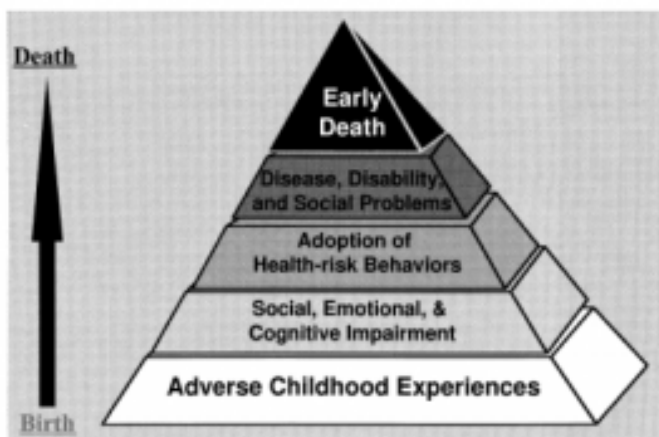 Death
Early
Death
Disease, Disability,
and Social Problems
Adoption of
Health-risk Behaviors
Social, Emotional, &
Cognitive Impairment
Adverse Childhood Experiences
Birth